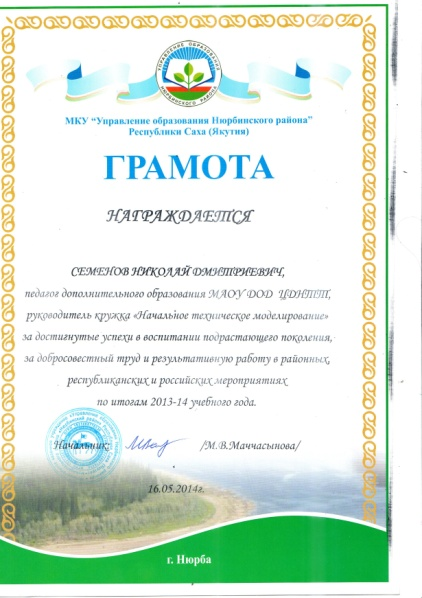 УПРАВЛЕНИЕ ОБРАЗОВАНИЯ
НЮРБИНСКОГО РАЙОНА
МКУ "Управление образования Нюрбинского района"
Республики Саха (Якутия)
ГРАМОТА
НАГРАЖДАЕТСЯ
СЕМЕНОВ НИКОЛАЙ ДМИТРИЕВИЧ,
педагог дополнительного образования МАОУ ДОД ЦДНТТ,
руководитель кружка «Начальное техническое моделирование»
за достигнутые успехи в воспитании подрастающего поколения,
за добросовестный труд и результативную работу в районных,
республиканских и российских мероприятиях
по итогам 2013-14 учебного года.
Начальник: /М.В.Маччасынова/
16.05.2014г.
г. Нюрба